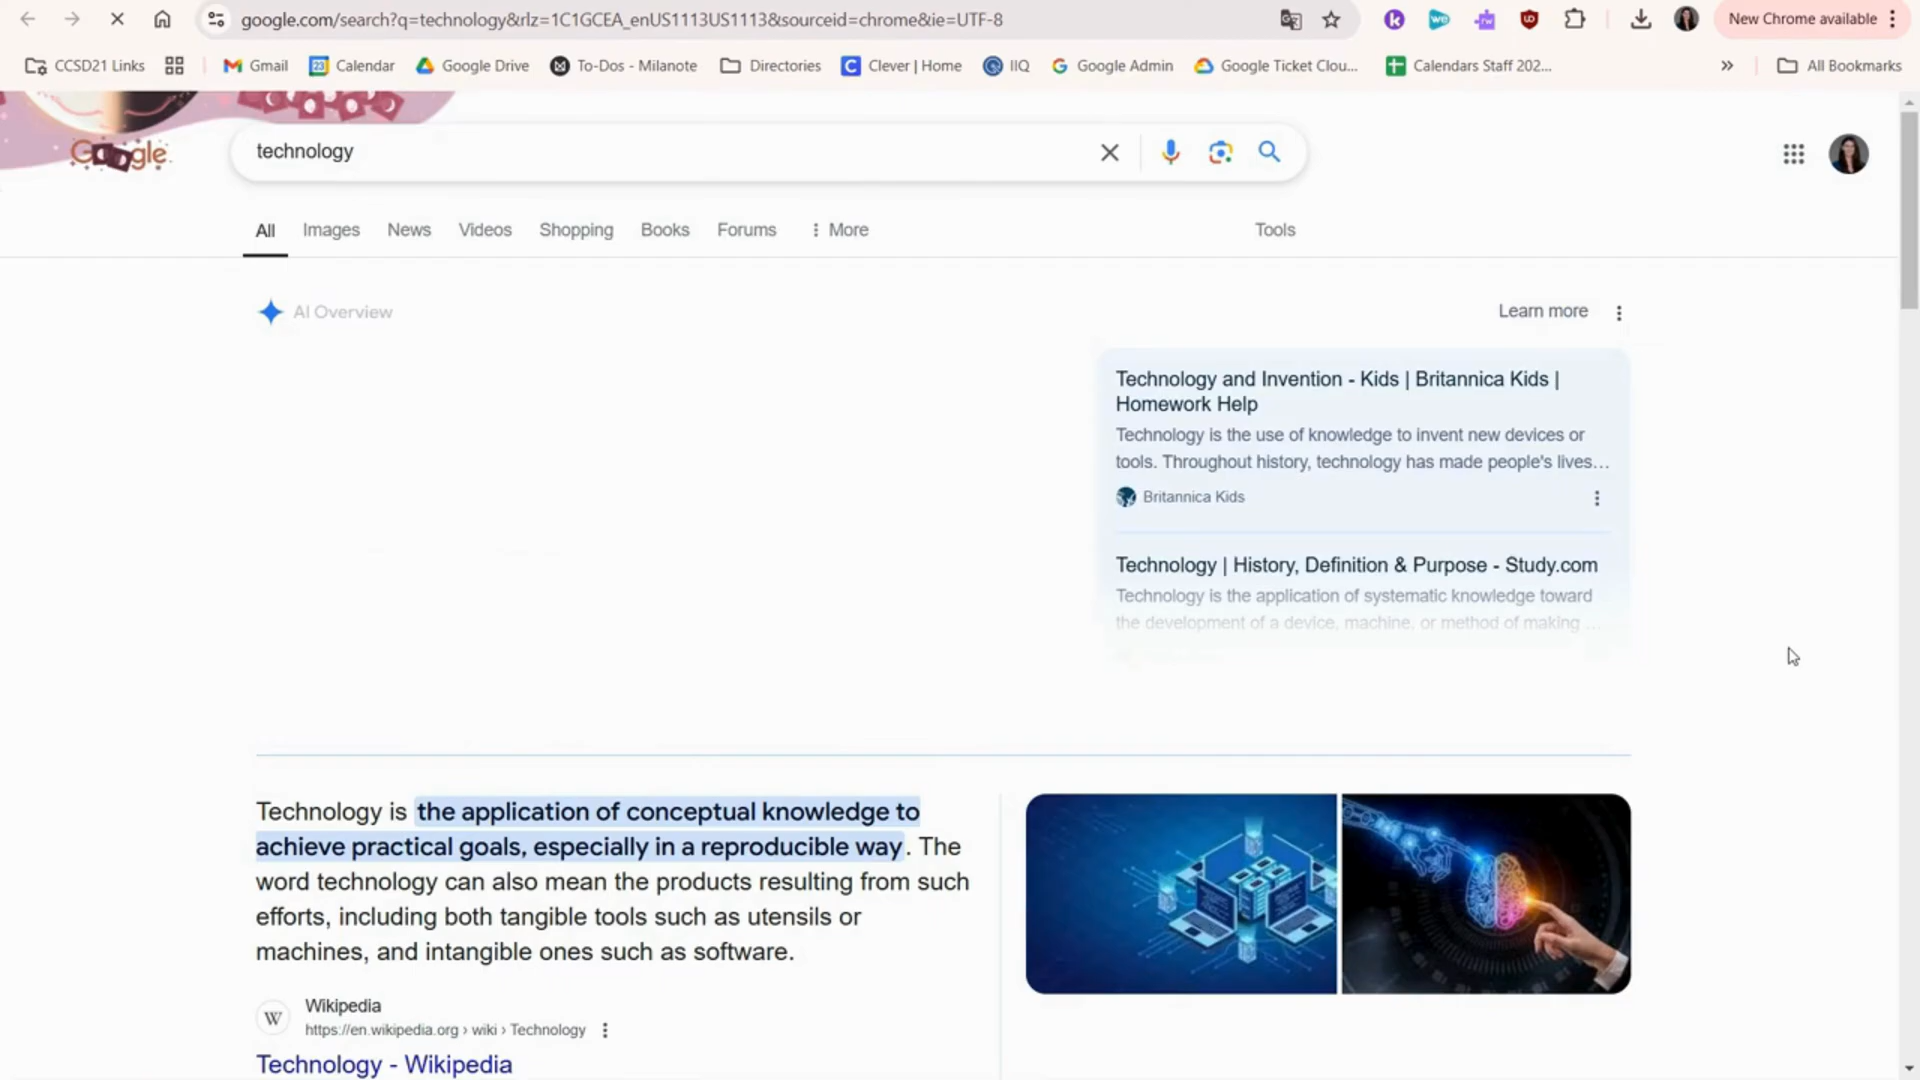 google.com/search?q=technology&rlz=1C1GCEA_enUS1113US1113&sourceid=chrome&ie=UTF-8
New Chrome available
CCSD21 Links
Gmail
Calendar
Google Drive
To-Dos - Milanote
Directories
Clever | Home
IIQ
Google Admin
Google Ticket Clou...
Calendars Staff 202...
All Bookmarks
Google
technology
All
Images
News
Videos
Shopping
Books
Forums
More
Tools
AI Overview
Learn more
Technology and Invention - Kids | Britannica Kids |
Homework Help
Technology is the use of knowledge to invent new devices or
tools. Throughout history, technology has made people's lives...
Britannica Kids
Technology | History, Definition & Purpose - Study.com
Technology is the application of systematic knowledge toward
the development of a device, machine, or method of making ...
Technology is the application of conceptual knowledge to
achieve practical goals, especially in a reproducible way. The
word technology can also mean the products resulting from such
efforts, including both tangible tools such as utensils or
machines, and intangible ones such as software.
W
Wikipedia
https://en.wikipedia.org › wiki › Technology
Technology - Wikipedia